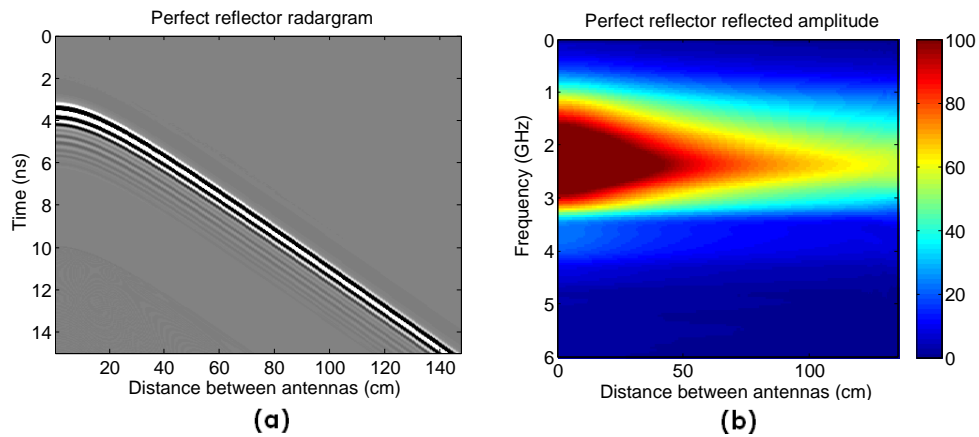 Perfect reflector radargram
0
2
4
6
8
10
12
14
Time (ns)
20 40 60 80 100 120 140
Distance between antennas (cm)
(a)
Perfect reflector reflected amplitude
0
1
2
3
4
5
6
Frequency (GHz)
0 50 100
Distance between antennas (cm)
100
80
60
40
20
0
(b)